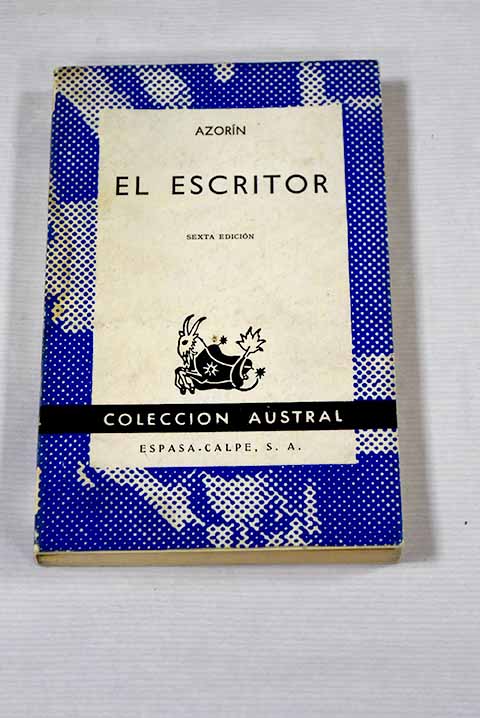 AZORÍN
EL ESCRITOR
SEXTA EDICIÓN
COLECCION AUSTRAL
ESPASA-CALPE, S. A.